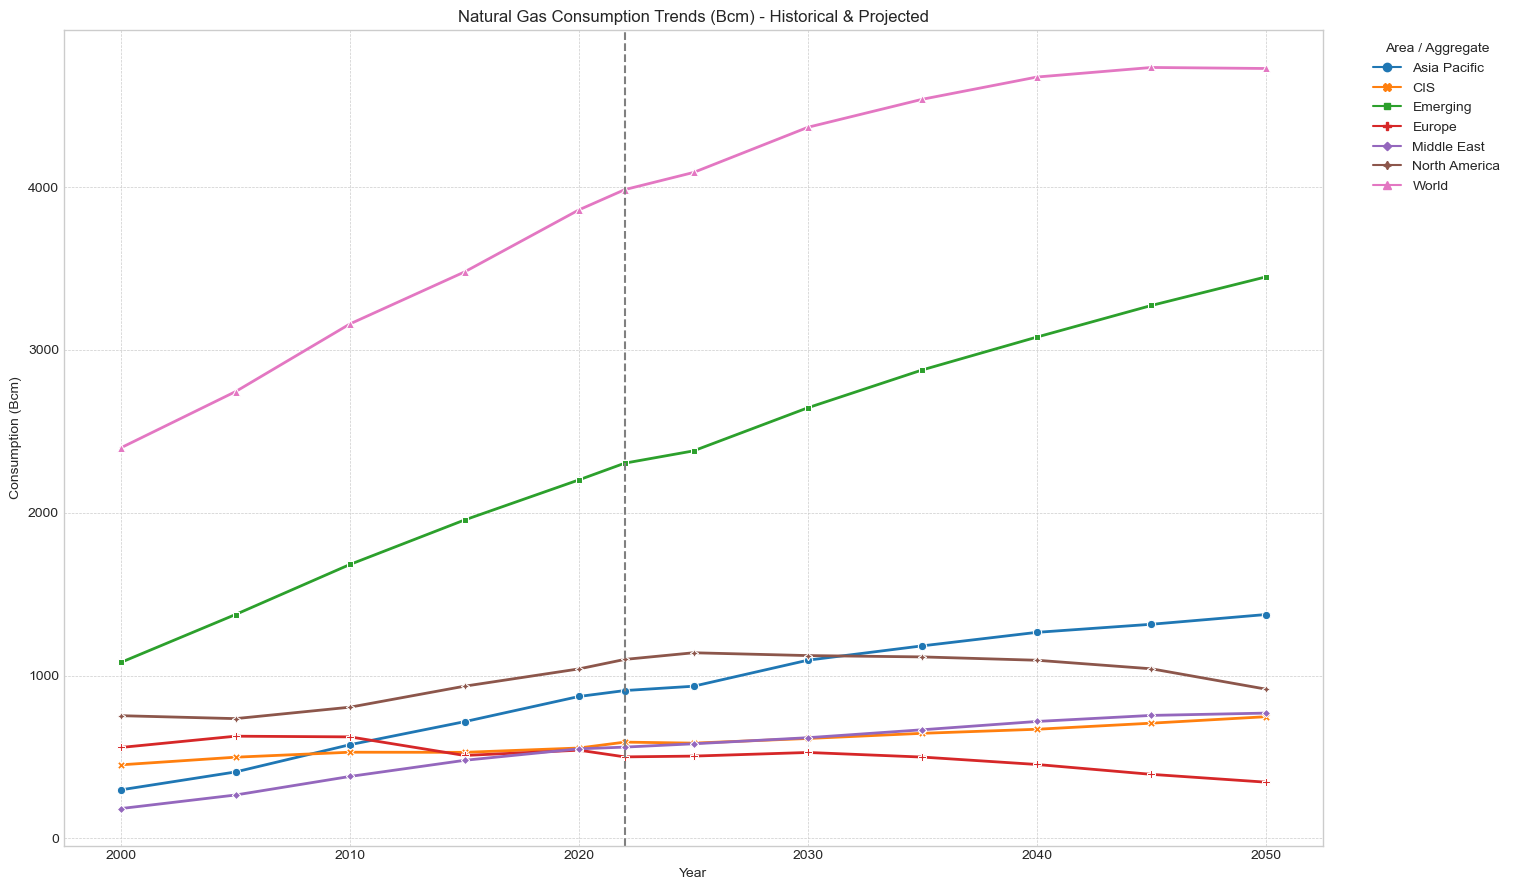 Natural Gas Consumption Trends (Bcm) - Historical & Projected
Area / Aggregate
Asia Pacific
CIS
Emerging
Europe
Middle East
North America
World
Consumption (Bcm)
4000
3000
2000
1000
0
2000 2010 2020 2030 2040 2050
Year